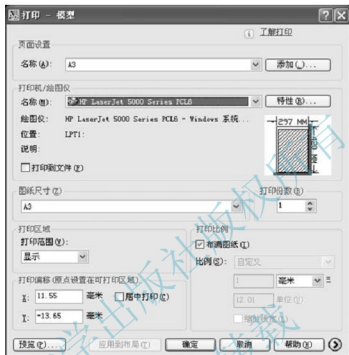 打印 - 模型
了解打印
页面设置
名称(A): A3 添加(.)...
打印机/绘图仪
名称(M): HP LaserJet 5000 Series PCL6 特性(R)...
绘图仪: HP LaserJet 5000 Series PCL6 - Windows 系统...
位置: LPT1:
说明:
打印到文件(F)
297 MM
图纸尺寸(Z) 打印份数(B)
A3 1
打印区域 打印比例
打印范围(W): 布满图纸(I)
显示 比例(S): 自定义
打印偏移(原点设置在可打印区域) 1 毫米 =
X: 11.55 毫米 居中打印(C) 12.01 单位(U)
Y: -13.65 毫米
预览(P)... 应用到布局(T) 确定 取消 帮助(H)